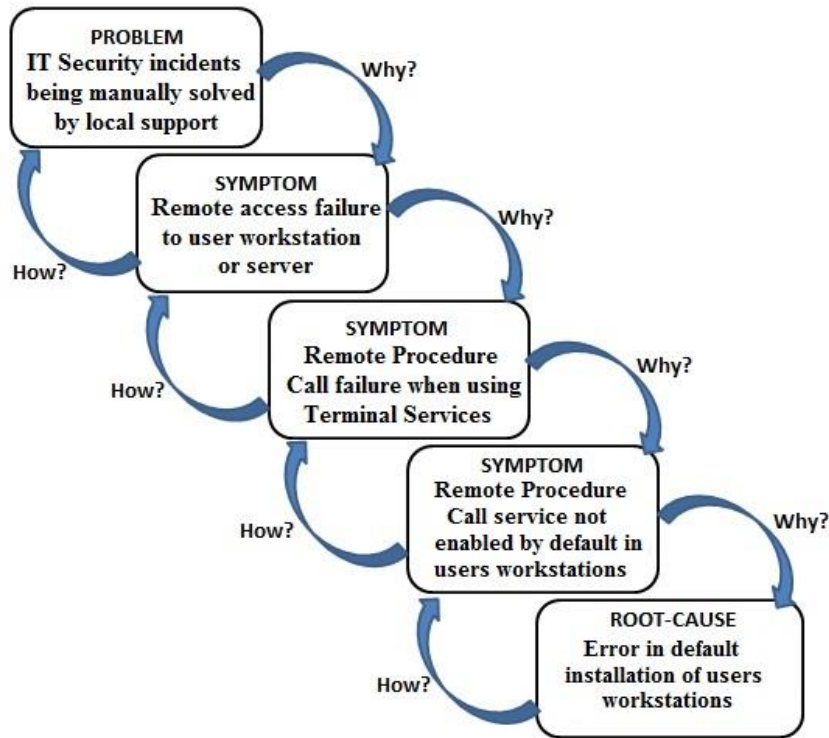 PROBLEM
IT Security incidents
being manually solved
by local support
Why?
SYMPTOM
Remote access failure
to user workstation
or server
How?
Why?
SYMPTOM
Remote Procedure
Call failure when using
Terminal Services
How?
Why?
SYMPTOM
Remote Procedure
Call service not
enabled by default in
users workstations
How?
Why?
ROOT-CAUSE
Error in default
installation of users
workstations
How?